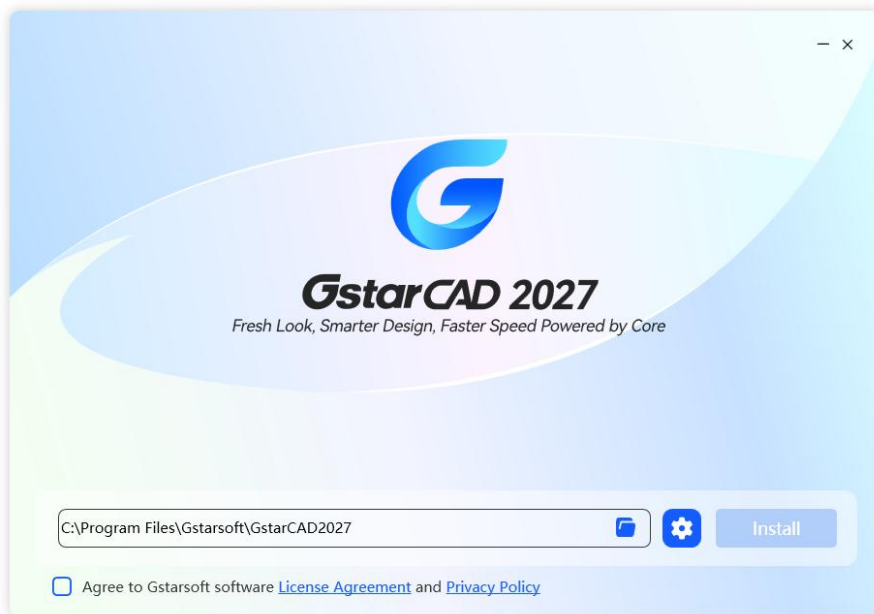 GstarCAD 2027
Fresh Look, Smarter Design, Faster Speed Powered by Core
C:\Program Files\Gstarsoft\GstarCAD2027
Install
Agree to Gstarsoft software License Agreement and Privacy Policy